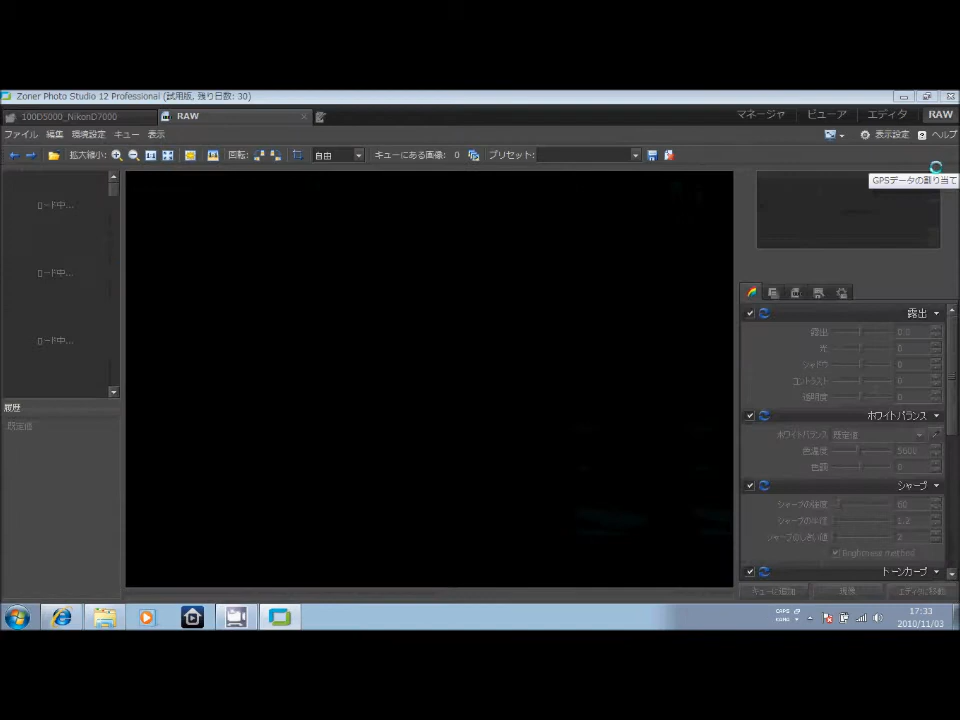 Zoner Photo Studio 12 Professional (試用版, 残り日数: 30)
100D5000_NikonD7000
RAW
マネージャ
ビューア
エディタ
RAW
ファイル 編集 環境設定 キュー 表示
表示設定
ヘルプ
拡大縮小:
回転:
自由
キューにある画像: 0
プリセット:
GPSデータの割り当て
ロード中...
ロード中...
ロード中...
履歴
既定値
露出
露出 0.0
光 0
シャドウ 0
コントラスト 0
透明度 0
ホワイトバランス
ホワイトバランス 既定値
色温度 5600
色調 0
シャープ
シャープの強度 60
シャープの半径 1.2
シャープのしきい値 2
Brightness method
トーンカーブ
キューに追加
現像
エディタに移動
CAPS
KANA
17:33
2010/11/03